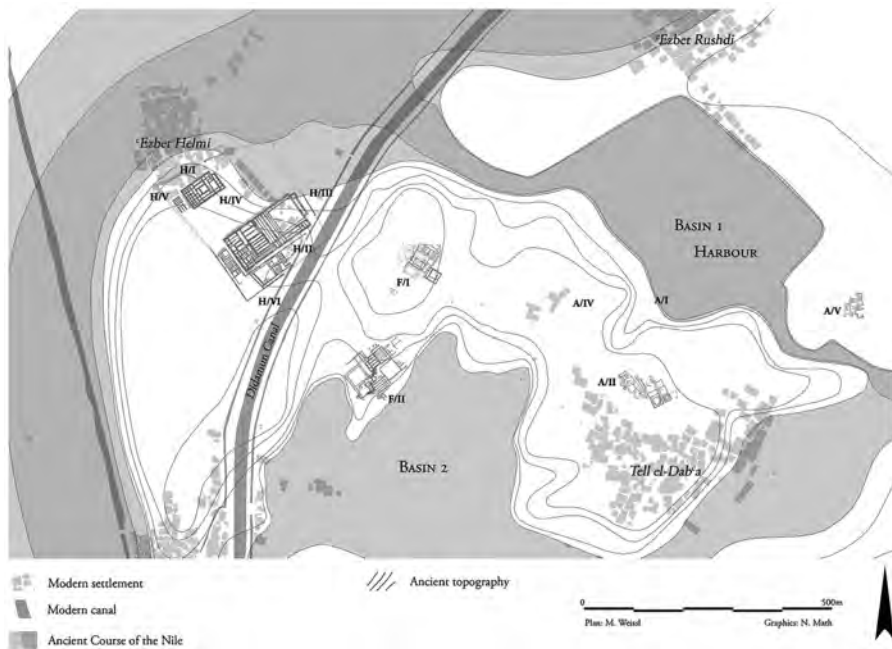 ʿEzbet Rushdi
ʿEzbet Helmi
H/I
H/V
H/IV
H/III
H/II
H/VI
Didamun Canal
F/I
F/II
BASIN 1
HARBOUR
A/IV
A/I
A/V
A/II
BASIN 2
Tell el-Dabʿa
Modern settlement
Modern canal
Ancient Course of the Nile
Ancient topography
0
500m
Plan: M. Weissl
Graphics: N. Math